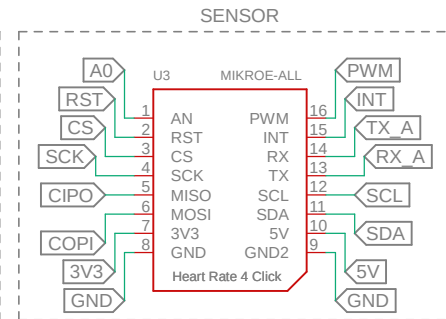 SENSOR
A0 PWM
U3 MIKROE-ALL
RST INT
1 AN PWM 16
CS TX_A
2 RST INT 15
3 CS RX 14
SCK RX_A
4 SCK TX 13
CIPO 5 MISO SCL 12 SCL
6 MOSI SDA 11
COPI SDA
7 3V3 5V 10
8 GND GND2 9
3V3 Heart Rate 4 Click 5V
GND GND